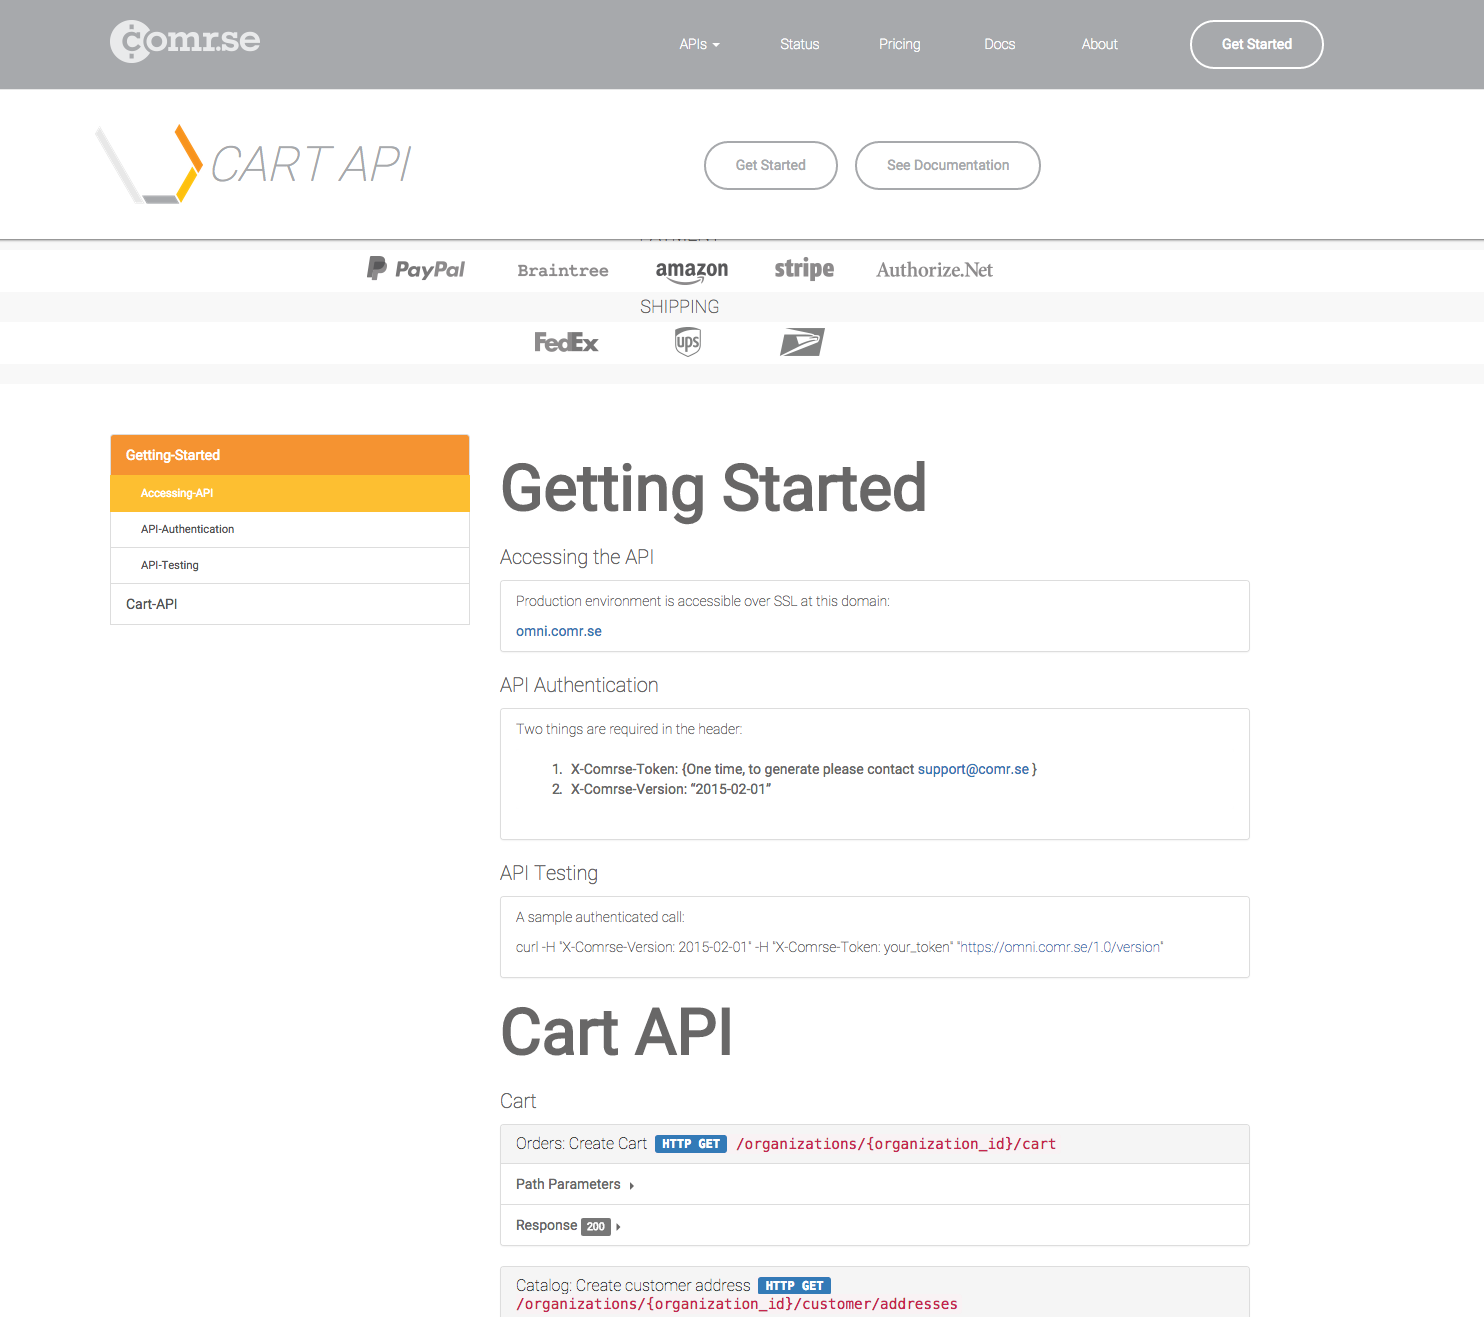 comr.se
APIs
Status
Pricing
Docs
About
Get Started
CART API
Get Started
See Documentation
PAYMENT
PayPal
Braintree
amazon
stripe
Authorize.Net
SHIPPING
FedEx
ups
Getting-Started
Accessing-API
API-Authentication
API-Testing
Cart-API
Getting Started
Accessing the API
Production environment is accessible over SSL at this domain:
omni.comr.se
API Authentication
Two things are required in the header:
1. X-Comrse-Token: {One time, to generate please contact support@comr.se }
2. X-Comrse-Version: “2015-02-01”
API Testing
A sample authenticated call:
curl -H "X-Comrse-Version: 2015-02-01" -H "X-Comrse-Token: your_token" "https://omni.comr.se/1.0/version"
Cart API
Cart
Orders: Create Cart HTTP GET /organizations/{organization_id}/cart
Path Parameters
Response 200
Catalog: Create customer address HTTP GET
/organizations/{organization_id}/customer/addresses